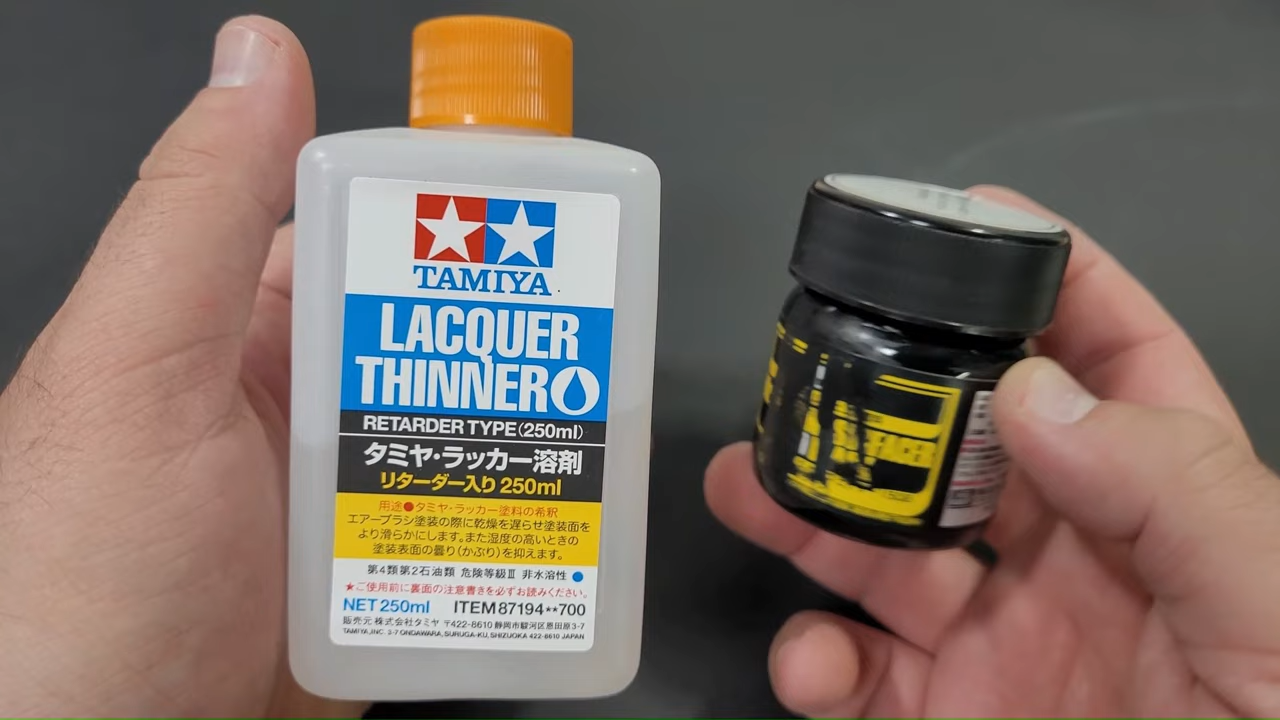 TAMIYA
LACQUER
THINNER
RETARDER TYPE(250ml)
タミヤ・ラッカー溶剤
リターダー入り 250ml
用途●タミヤ・ラッカー塗料の希釈
エアーブラシ塗装の際に乾燥を遅らせ塗装面を
より滑らかにします。また湿度の高いときの
塗装表面の曇り(かぶり)を抑えます。
第4類第2石油類 危険等級Ⅲ 非水溶性
★ご使用前に裏面の注意書きを必ずお読みください。
NET 250ml ITEM 87194**700
販売元 株式会社タミヤ 〒422-8610 静岡市駿河区恩田原3-7
TAMIYA, INC. 3-7 ONDAWARA, SURUGA-KU, SHIZUOKA 422-8610 JAPAN